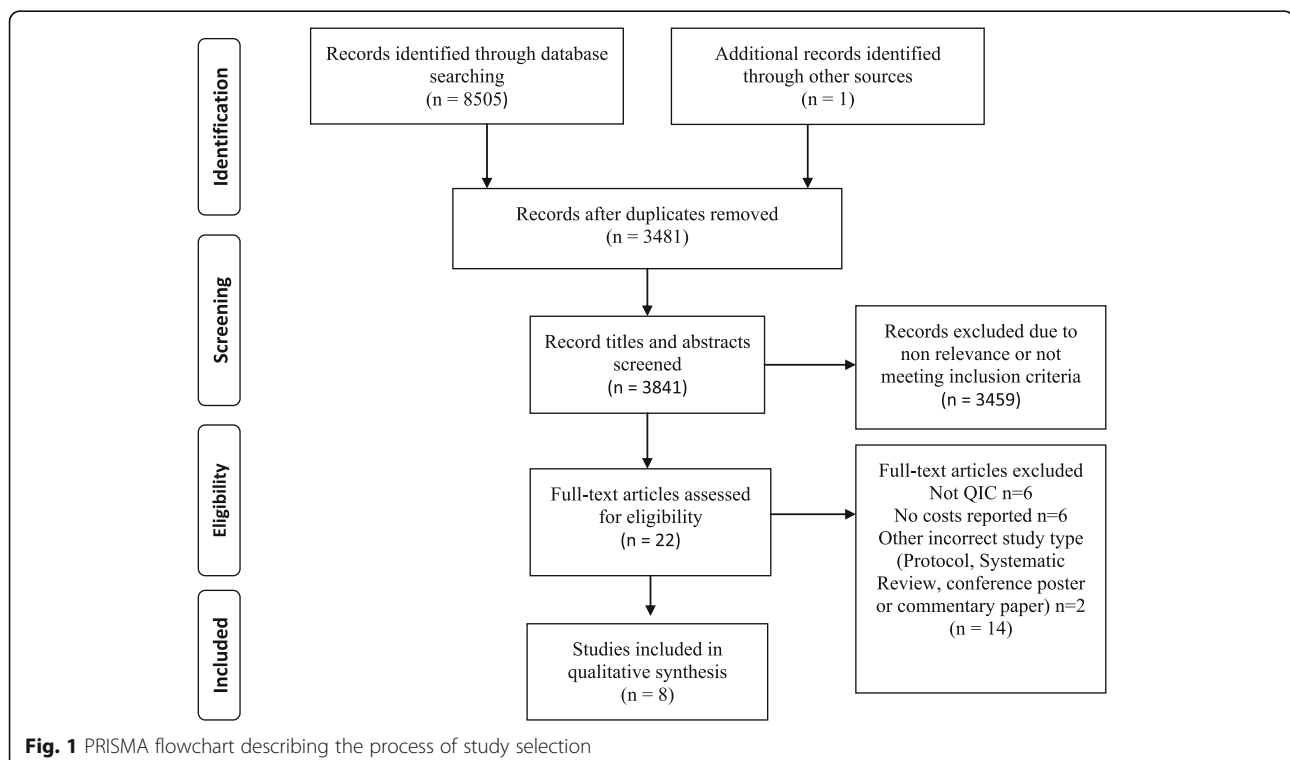 Identification
Records identified through database
searching
(n = 8505)
Additional records identified
through other sources
(n = 1)
Records after duplicates removed
(n = 3481)
Screening
Record titles and abstracts
screened
(n = 3841)
Records excluded due to
non relevance or not
meeting inclusion criteria
(n = 3459)
Eligibility
Full-text articles assessed
for eligibility
(n = 22)
Full-text articles excluded
Not QIC n=6
No costs reported n=6
Other incorrect study type
(Protocol, Systematic
Review, conference poster
or commentary paper) n=2
(n = 14)
Included
Studies included in
qualitative synthesis
(n = 8)
Fig. 1 PRISMA flowchart describing the process of study selection